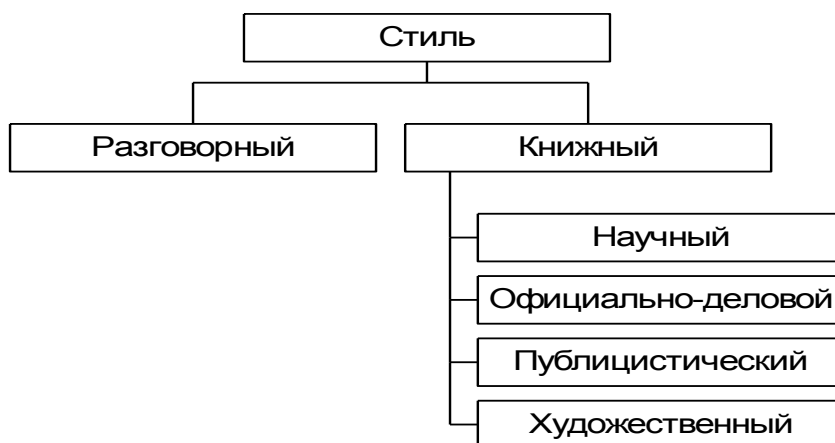 Стиль
Разговорный
Книжный
Научный
Официально-деловой
Публицистический
Художественный